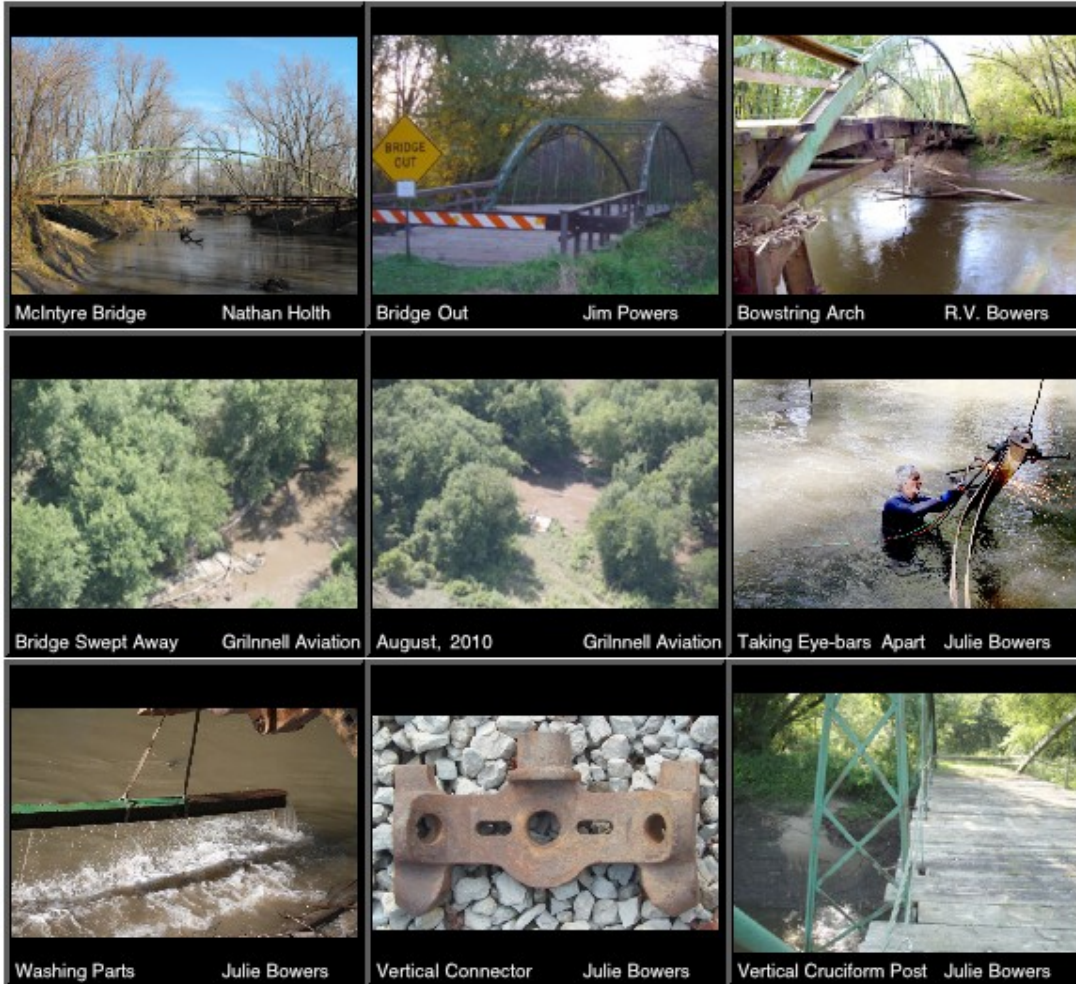 BRIDGE
OUT
McIntyre Bridge Nathan Holth
Bridge Out Jim Powers
Bowstring Arch R.V. Bowers
Bridge Swept Away Grilnnell Aviation
August, 2010 Grilnnell Aviation
Taking Eye-bars Apart Julie Bowers
Washing Parts Julie Bowers
Vertical Connector Julie Bowers
Vertical Cruciform Post Julie Bowers